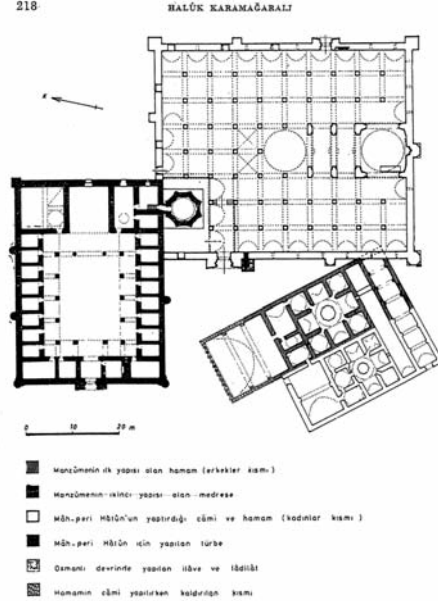 218 HALÛK KARAMAĞARALI
K
0 10 20 m
Manzûmenin ilk yapısı olan hamam (erkekler kısmı)
Manzûmenin ikinci yapısı olan medrese
Mâh-peri Hâtûn'un yaptırdığı câmi ve hamam (kadınlar kısmı)
Mâh-peri Hâtûn için yapılan türbe
Osmanlı devrinde yapılan ilâve ve tâdilât
Hamamın câmi yapılırken kaldırılan kısmı